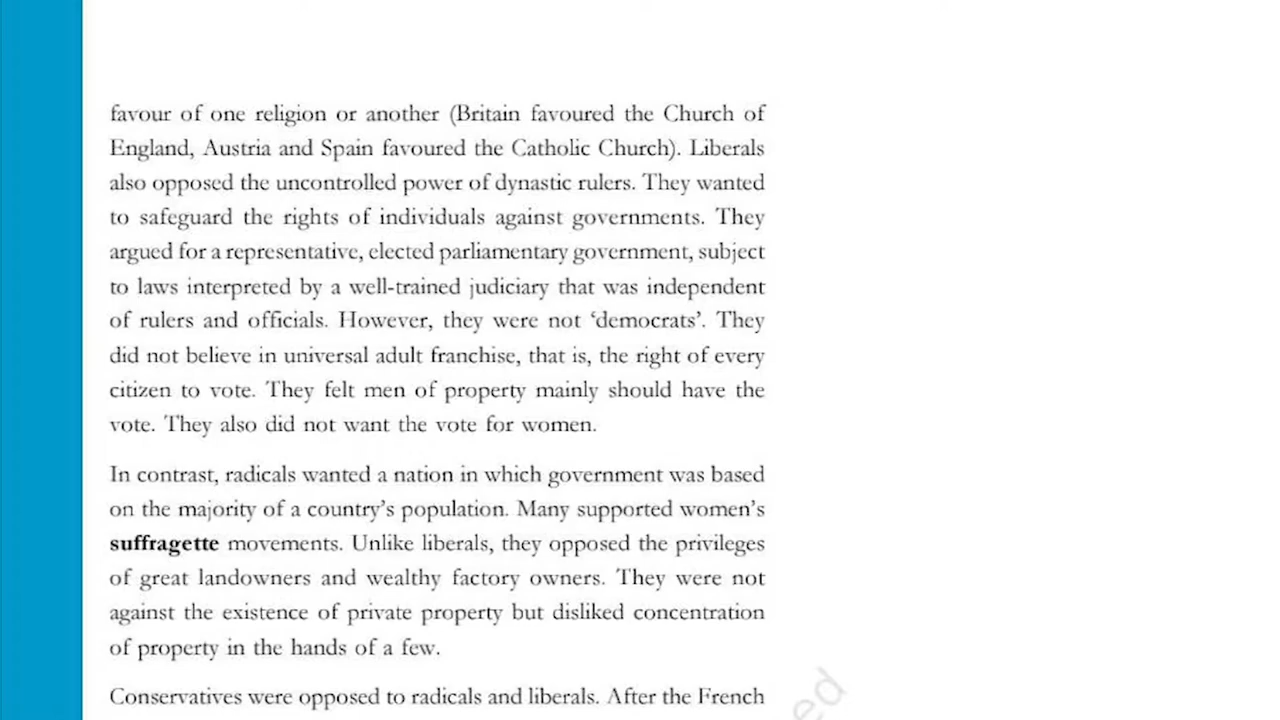 favour of one religion or another (Britain favoured the Church of
England, Austria and Spain favoured the Catholic Church). Liberals
also opposed the uncontrolled power of dynastic rulers. They wanted
to safeguard the rights of individuals against governments. They
argued for a representative, elected parliamentary government, subject
to laws interpreted by a well-trained judiciary that was independent
of rulers and officials. However, they were not ‘democrats’. They
did not believe in universal adult franchise, that is, the right of every
citizen to vote. They felt men of property mainly should have the
vote. They also did not want the vote for women.
In contrast, radicals wanted a nation in which government was based
on the majority of a country’s population. Many supported women’s
suffragette movements. Unlike liberals, they opposed the privileges
of great landowners and wealthy factory owners. They were not
against the existence of private property but disliked concentration
of property in the hands of a few.
Conservatives were opposed to radicals and liberals. After the French